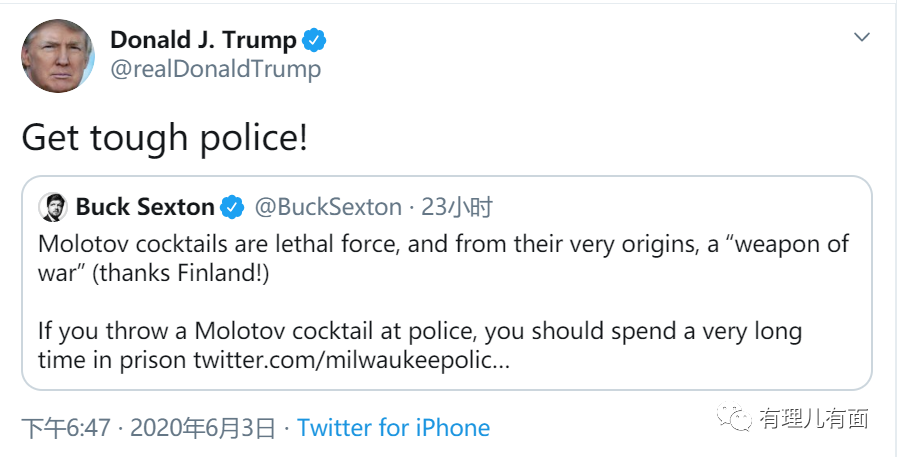 Donald J. Trump
@realDonaldTrump
Get tough police!
Buck Sexton @BuckSexton · 23小时
Molotov cocktails are lethal force, and from their very origins, a “weapon of
war” (thanks Finland!)
If you throw a Molotov cocktail at police, you should spend a very long
time in prison twitter.com/milwaukeepolic...
下午6:47 · 2020年6月3日 · Twitter for iPhone
有理儿有面